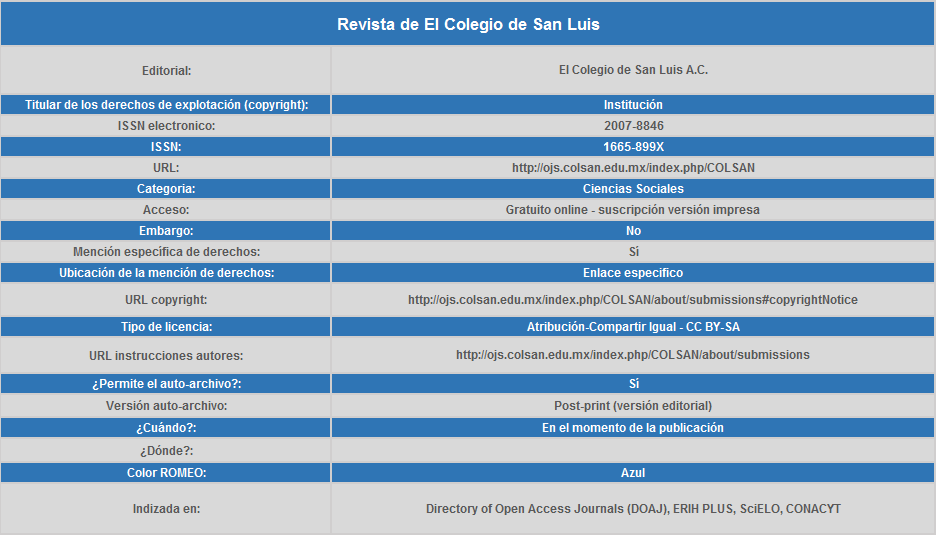 Revista de El Colegio de San Luis
Editorial: El Colegio de San Luis A.C.
Titular de los derechos de explotación (copyright): Institución
ISSN electronico: 2007-8846
ISSN: 1665-899X
URL: http://ojs.colsan.edu.mx/index.php/COLSAN
Categoria: Ciencias Sociales
Acceso: Gratuito online - suscripción versión impresa
Embargo: No
Mención específica de derechos: Sí
Ubicación de la mención de derechos: Enlace especifico
URL copyright: http://ojs.colsan.edu.mx/index.php/COLSAN/about/submissions#copyrightNotice
Tipo de licencia: Atribución-Compartir Igual - CC BY-SA
URL instrucciones autores: http://ojs.colsan.edu.mx/index.php/COLSAN/about/submissions
¿Permite el auto-archivo?: Sí
Versión auto-archivo: Post-print (versión editorial)
¿Cuándo?: En el momento de la publicación
¿Dónde?:
Color ROMEO: Azul
Indizada en: Directory of Open Access Journals (DOAJ), ERIH PLUS, SciELO, CONACYT